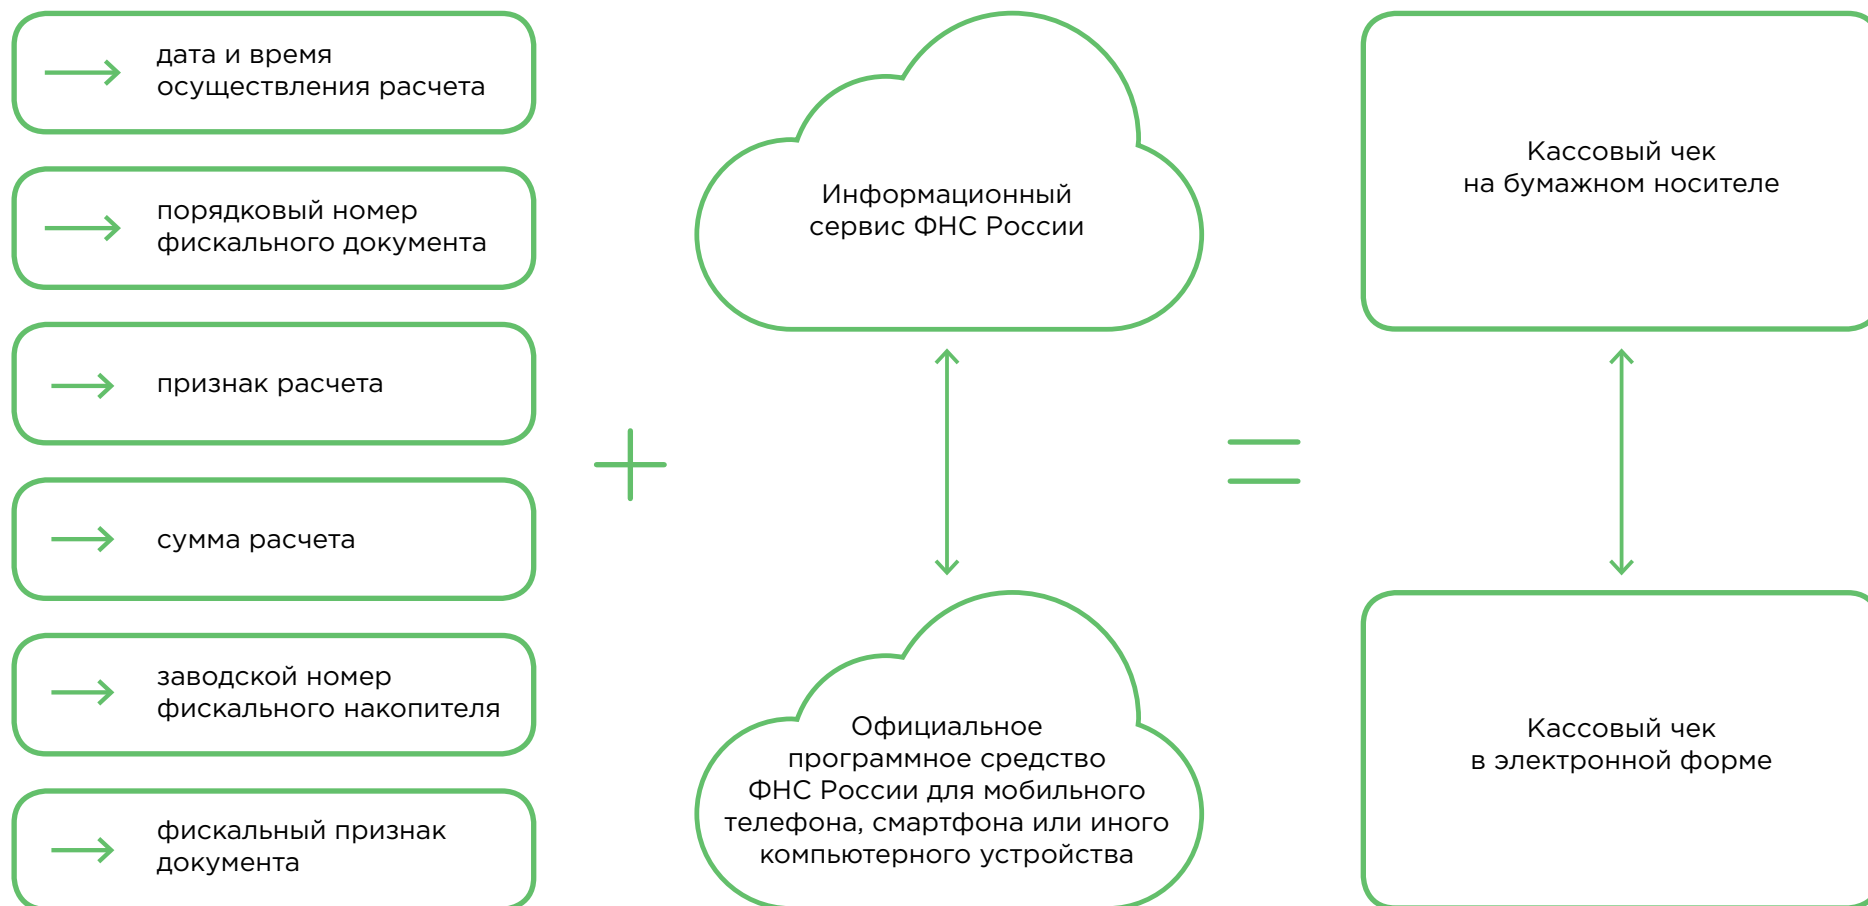 дата и время
осуществления расчета
порядковый номер
фискального документа
признак расчета
сумма расчета
заводской номер
фискального накопителя
фискальный признак
документа
Информационный
сервис ФНС России
Официальное
программное средство
ФНС России для мобильного
телефона, смартфона или иного
компьютерного устройства
Кассовый чек
на бумажном носителе
Кассовый чек
в электронной форме